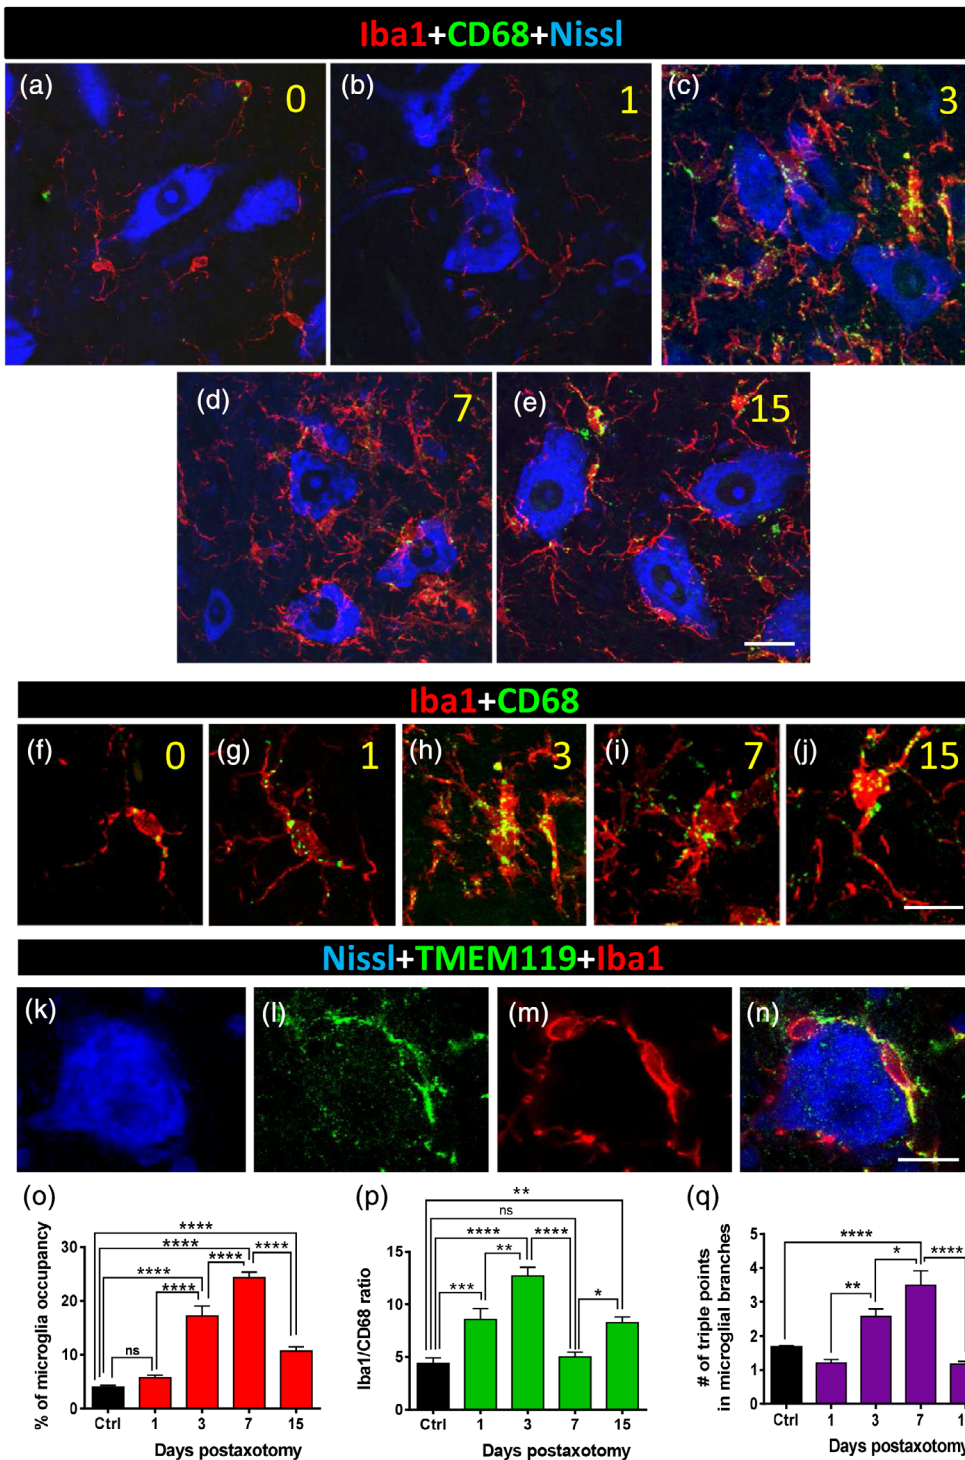 Iba1+CD68+Nissl
(a) 0 (b) 1 (c) 3
(d) 7 (e) 15
Iba1+CD68
(f) 0 (g) 1 (h) 3 (i) 7 (j) 15
Nissl+TMEM119+Iba1
(k) (l) (m) (n)
(o)
% of microglia occupancy
30
20
10
0
****
****
****
****
****
****
ns
Ctrl 1 3 7 15
Days postaxotomy
(p)
Iba1/CD68 ratio
15
10
5
0
**
ns
****
****
**
***
*
Ctrl 1 3 7 15
Days postaxotomy
(q)
# of triple points
in microglial branches
5
4
3
2
1
0
****
*
****
**
Ctrl 1 3 7 1
Days postaxotomy